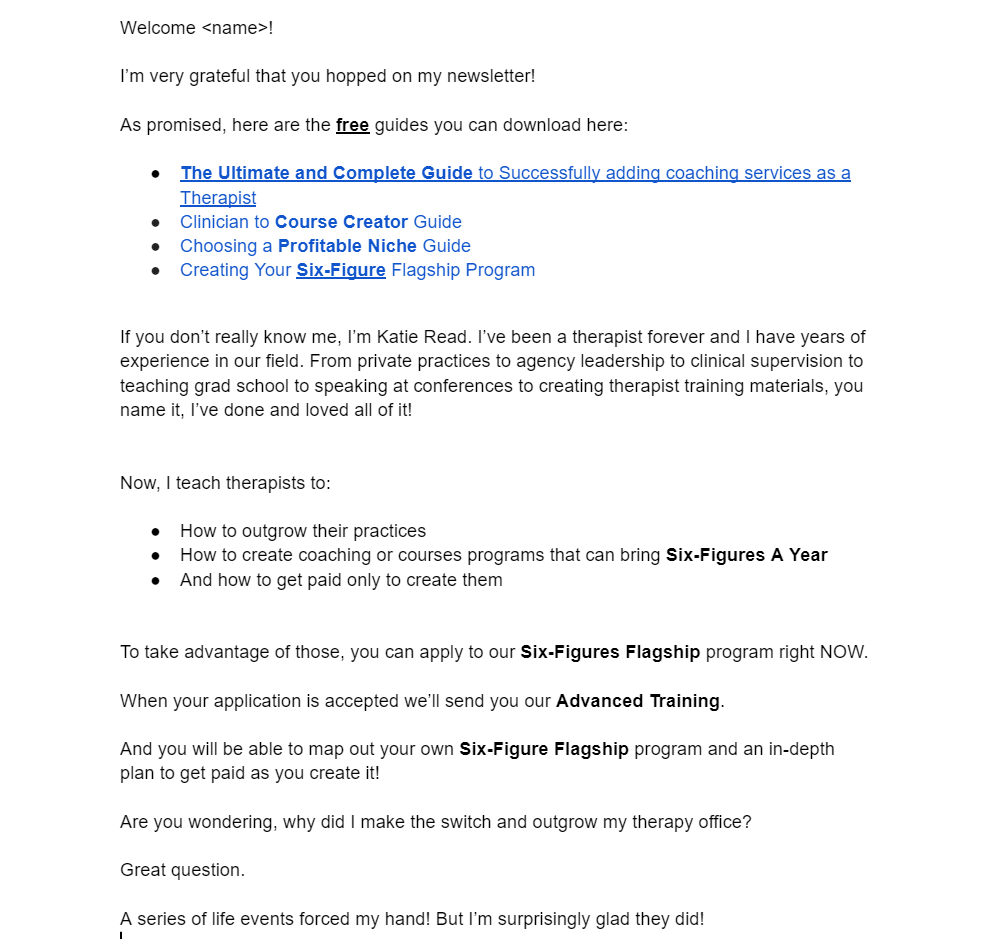 Welcome <name>!
I'm very grateful that you hopped on my newsletter!
As promised, here are the free guides you can download here:
● The Ultimate and Complete Guide to Successfully adding coaching services as a
Therapist
● Clinician to Course Creator Guide
● Choosing a Profitable Niche Guide
● Creating Your Six-Figure Flagship Program
If you don't really know me, I'm Katie Read. I've been a therapist forever and I have years of
experience in our field. From private practices to agency leadership to clinical supervision to
teaching grad school to speaking at conferences to creating therapist training materials, you
name it, I've done and loved all of it!
Now, I teach therapists to:
● How to outgrow their practices
● How to create coaching or courses programs that can bring Six-Figures A Year
● And how to get paid only to create them
To take advantage of those, you can apply to our Six-Figures Flagship program right NOW.
When your application is accepted we'll send you our Advanced Training.
And you will be able to map out your own Six-Figure Flagship program and an in-depth
plan to get paid as you create it!
Are you wondering, why did I make the switch and outgrow my therapy office?
Great question.
A series of life events forced my hand! But I'm surprisingly glad they did!